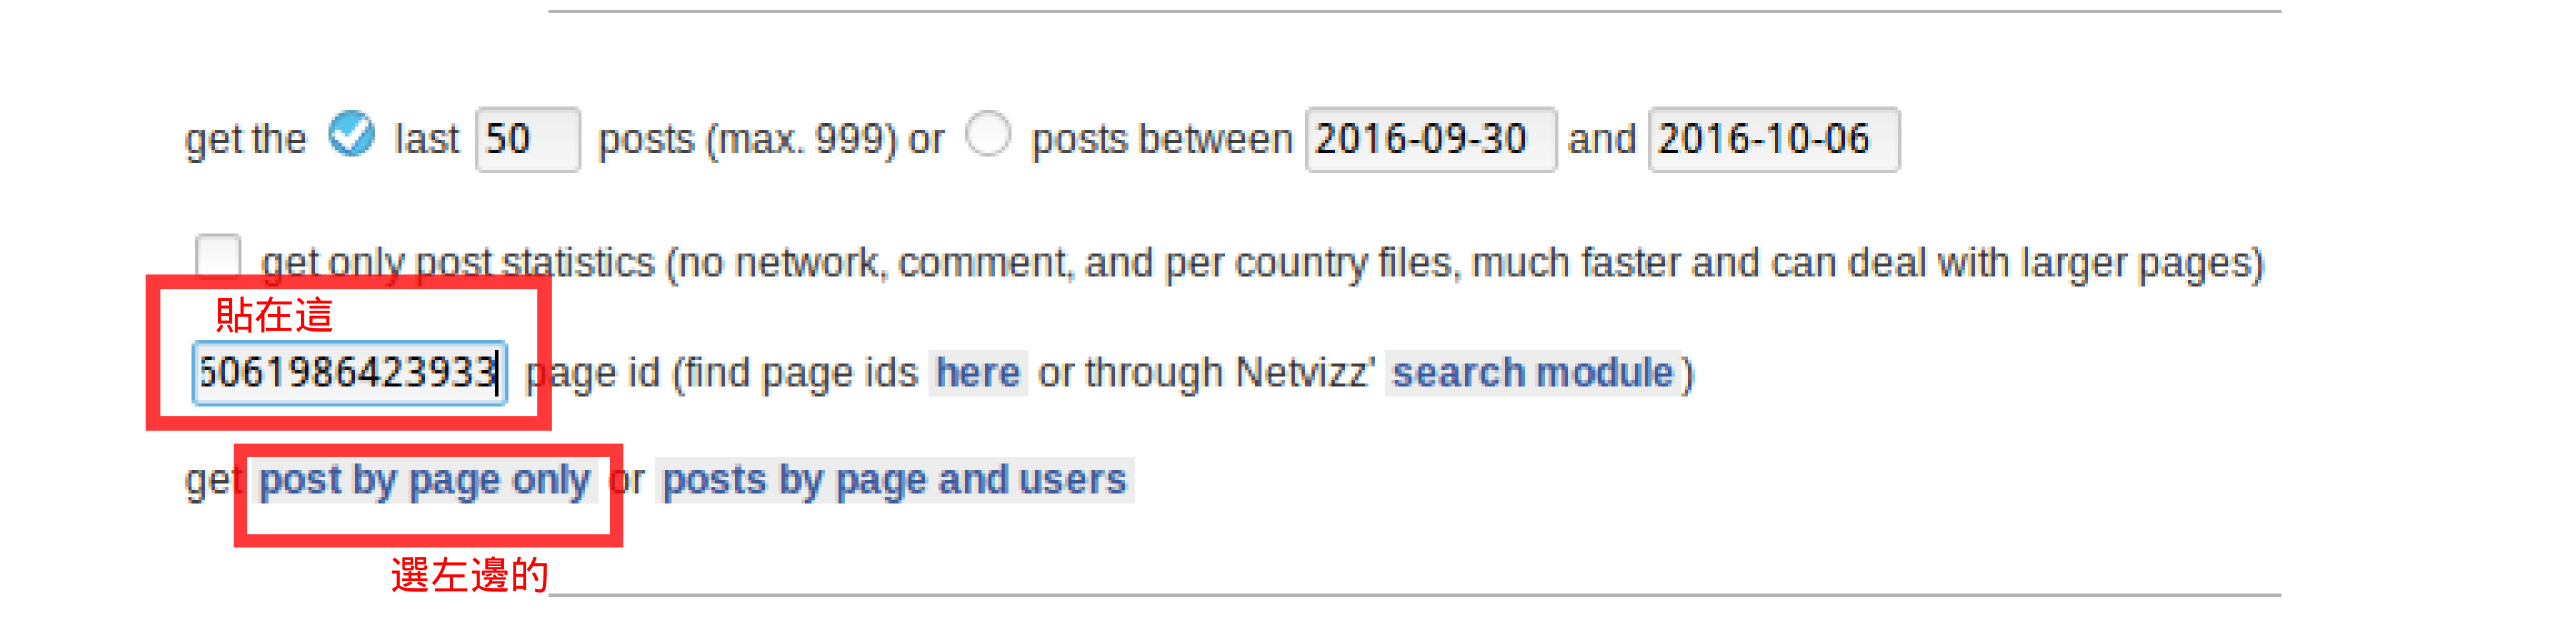 get the last 50 posts (max. 999) or posts between 2016-09-30 and 2016-10-06
get only post statistics (no network, comment, and per country files, much faster and can deal with larger pages)
貼在這
5061986423933 page id (find page ids here or through Netvizz' search module)
get post by page only or posts by page and users
選左邊的